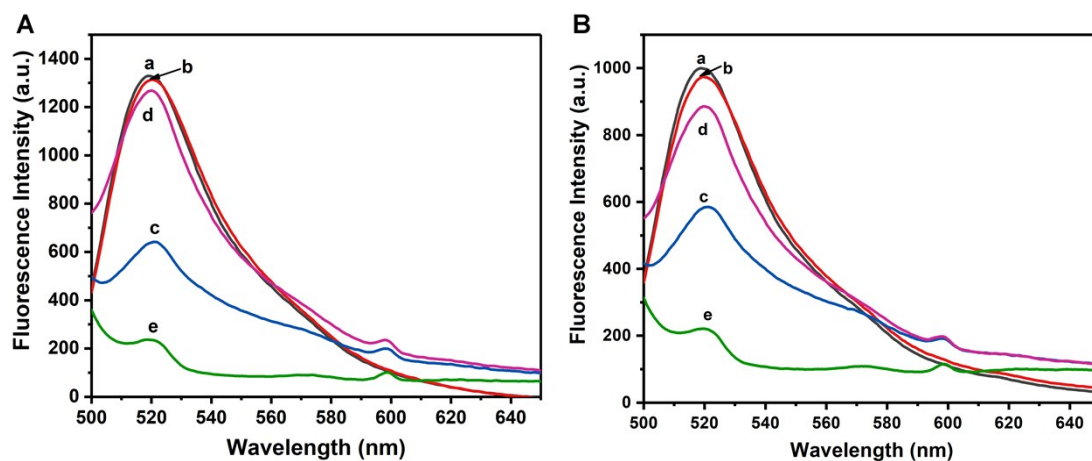 A
Fluorescence Intensity (a.u.)
1400
1200
1000
800
600
400
200
0
a
b
d
c
e
500 520 540 560 580 600 620 640
Wavelength (nm)
B
Fluorescence Intensity (a.u.)
1000
800
600
400
200
0
a
b
d
c
e
500 520 540 560 580 600 620 640
Wavelength (nm)